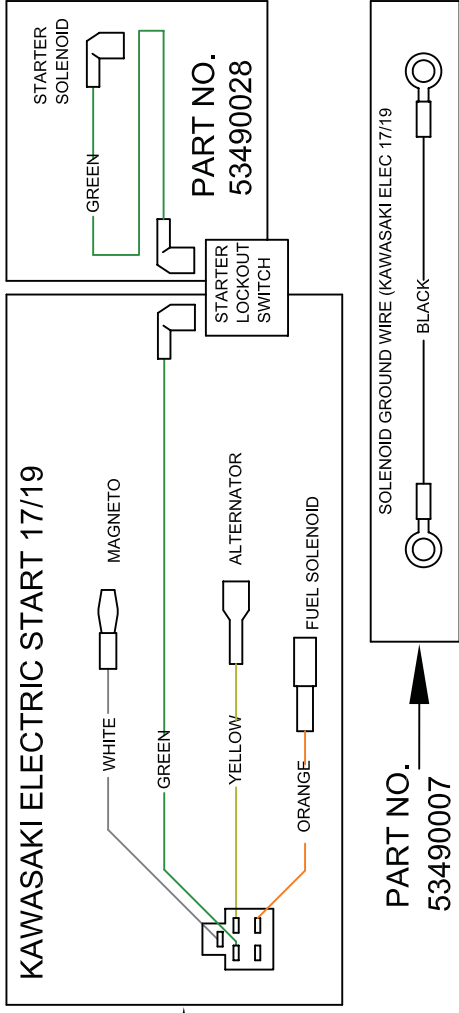 KAWASAKI ELECTRIC START 17/19
WHITE
MAGNETO
GREEN
YELLOW
ALTERNATOR
ORANGE
FUEL SOLENOID
STARTER
LOCKOUT
SWITCH
STARTER
SOLENOID
GREEN
PART NO.
53490028
PART NO.
53490007
SOLENOID GROUND WIRE (KAWASAKI ELEC 17/19
BLACK